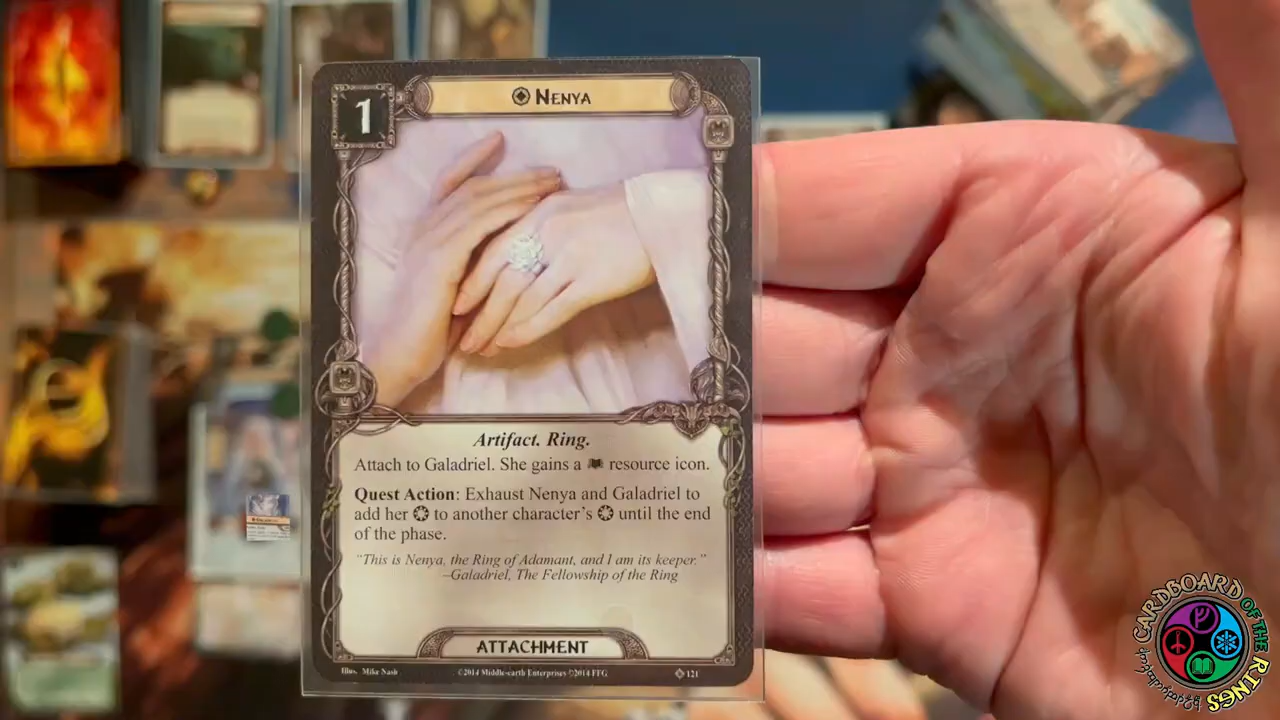 1
NENYA
Artifact. Ring.
Attach to Galadriel. She gains a resource icon.
Quest Action: Exhaust Nenya and Galadriel to
add her to another character's until the end
of the phase.
"This is Nenya, the Ring of Adamant, and I am its keeper."
–Galadriel, The Fellowship of the Ring
ATTACHMENT
Illus. Mike Nash
©2014 Middle-earth Enterprises ©2014 FFG
121
CARDBOARD OF THE RINGS